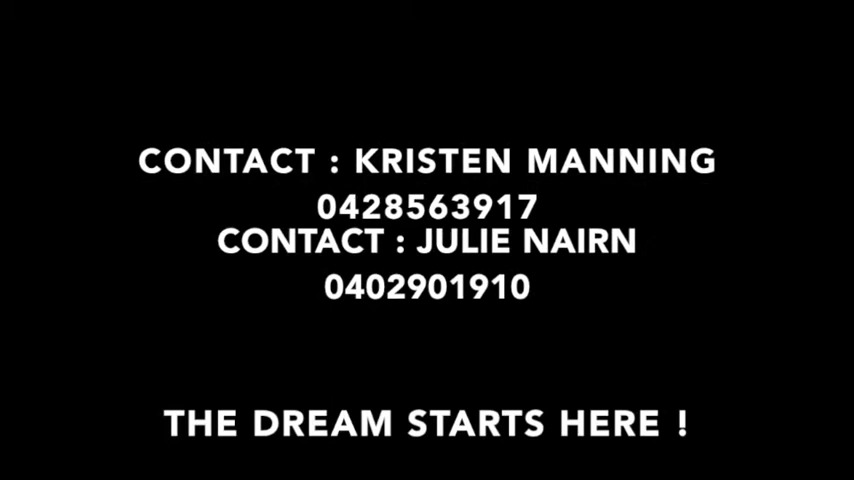 CONTACT : KRISTEN MANNING
0428563917
CONTACT : JULIE NAIRN
0402901910
THE DREAM STARTS HERE !